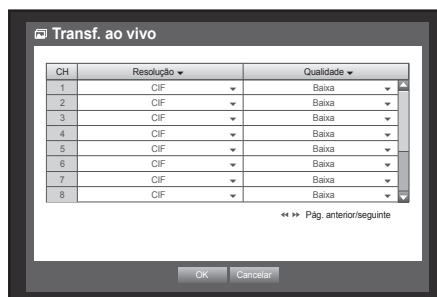 Transf. ao vivo
CH Resolução Qualidade
1 CIF Baixa
2 CIF Baixa
3 CIF Baixa
4 CIF Baixa
5 CIF Baixa
6 CIF Baixa
7 CIF Baixa
8 CIF Baixa
Pág. anterior/seguinte
OK Cancelar